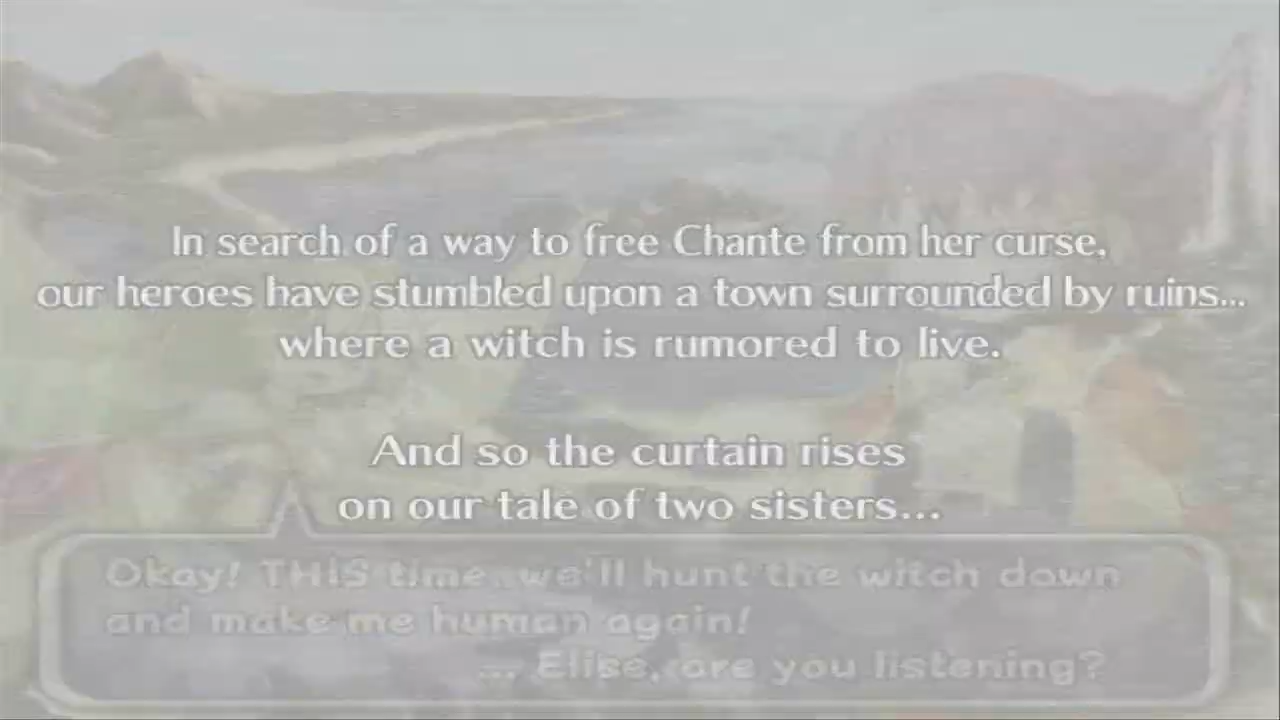 In search of a way to free Chante from her curse,
our heroes have stumbled upon a town surrounded by ruins...
where a witch is rumored to live.
And so the curtain rises
on our tale of two sisters...
Okay! THIS time, we'll hunt the witch down
and make me human again!
... Elise, are you listening?